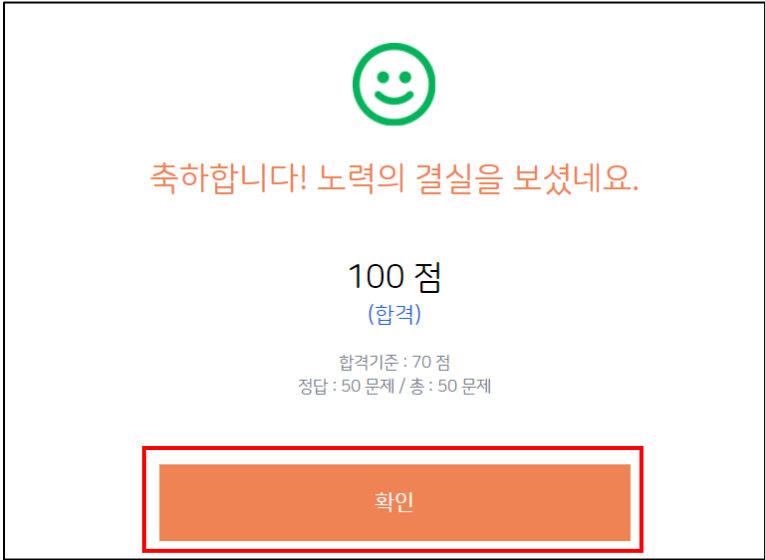 축하합니다! 노력의 결실을 보셨네요.
100 점
(합격)
합격기준 : 70 점
정답 : 50 문제 / 총 : 50 문제
확인